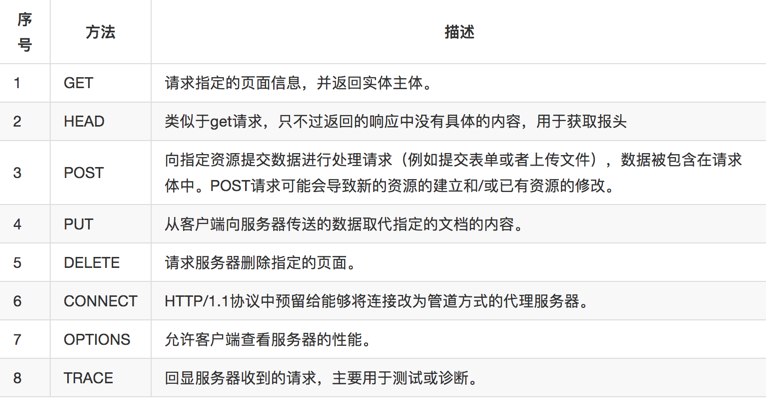 序号 方法 描述
1 GET 请求指定的页面信息，并返回实体主体。
2 HEAD 类似于get请求，只不过返回的响应中没有具体的内容，用于获取报头
3 POST 向指定资源提交数据进行处理请求（例如提交表单或者上传文件），数据被包含在请求
体中。POST请求可能会导致新的资源的建立和/或已有资源的修改。
4 PUT 从客户端向服务器传送的数据取代指定的文档的内容。
5 DELETE 请求服务器删除指定的页面。
6 CONNECT HTTP/1.1协议中预留给能够将连接改为管道方式的代理服务器。
7 OPTIONS 允许客户端查看服务器的性能。
8 TRACE 回显服务器收到的请求，主要用于测试或诊断。